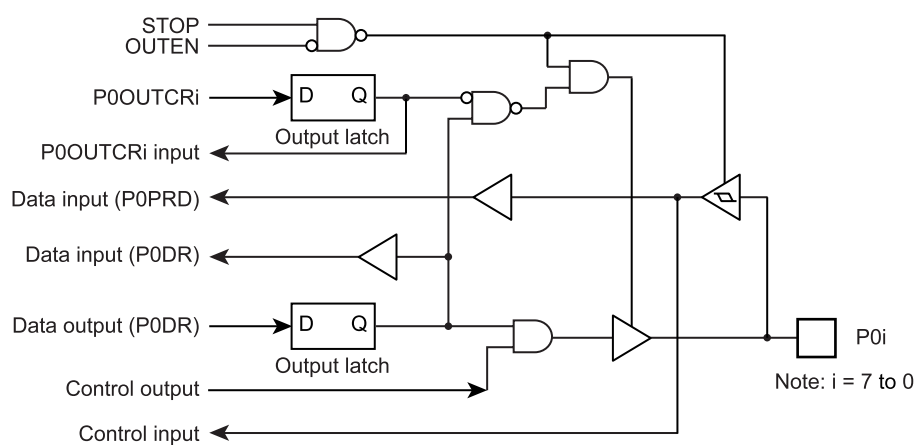 STOP
OUTEN
P0OUTCRi
D Q
Output latch
P0OUTCRi input
Data input (P0PRD)
Data input (P0DR)
Data output (P0DR)
D Q
Output latch
P0i
Note: i = 7 to 0
Control output
Control input